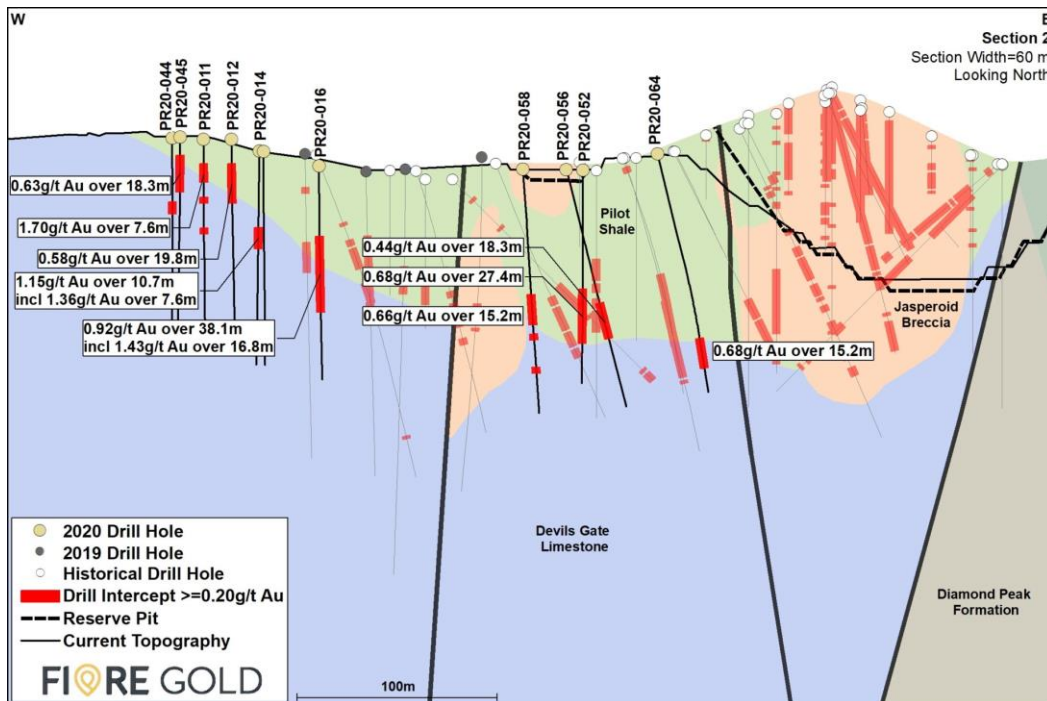 W
E
Section 2
Section Width=60 m
Looking North
PR20-044
PR20-045
PR20-011
PR20-012
PR20-014
PR20-016
PR20-058
PR20-056
PR20-052
PR20-064
0.63g/t Au over 18.3m
1.70g/t Au over 7.6m
0.58g/t Au over 19.8m
1.15g/t Au over 10.7m
incl 1.36g/t Au over 7.6m
0.92g/t Au over 38.1m
incl 1.43g/t Au over 16.8m
Pilot
Shale
0.44g/t Au over 18.3m
0.68g/t Au over 27.4m
0.66g/t Au over 15.2m
0.68g/t Au over 15.2m
Jasperoid
Breccia
Devils Gate
Limestone
Diamond Peak
Formation
2020 Drill Hole
2019 Drill Hole
Historical Drill Hole
Drill Intercept >=0.20g/t Au
Reserve Pit
Current Topography
FIORE GOLD
100m